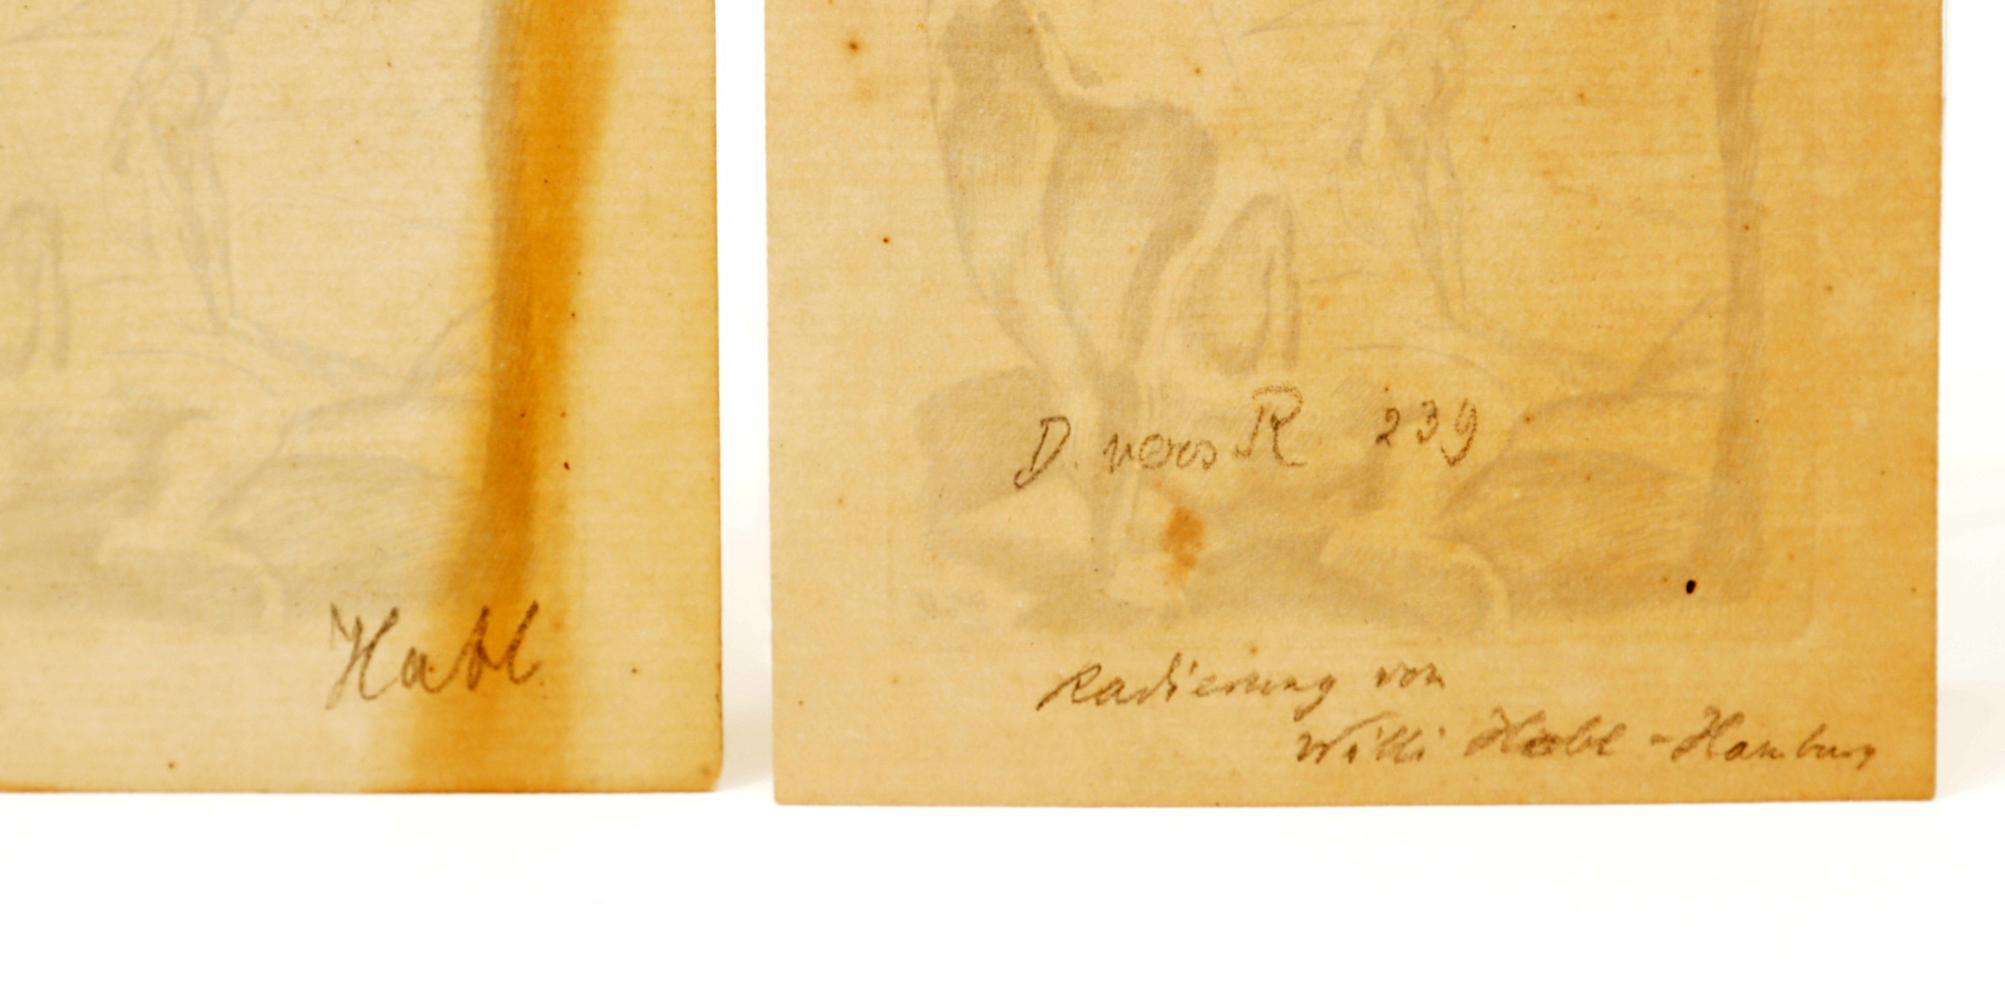 Habl
D. vers R 239
Radierung von
Willi Habl - Hamburg